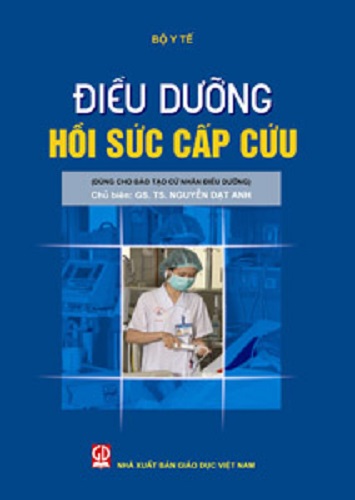 BỘ Y TẾ
ĐIỀU DƯỠNG
HỒI SỨC CẤP CỨU
(DÙNG CHO ĐÀO TẠO CỬ NHÂN ĐIỀU DƯỠNG)
Chủ biên: GS. TS. NGUYỄN ĐẠT ANH
GD
NHÀ XUẤT BẢN GIÁO DỤC VIỆT NAM